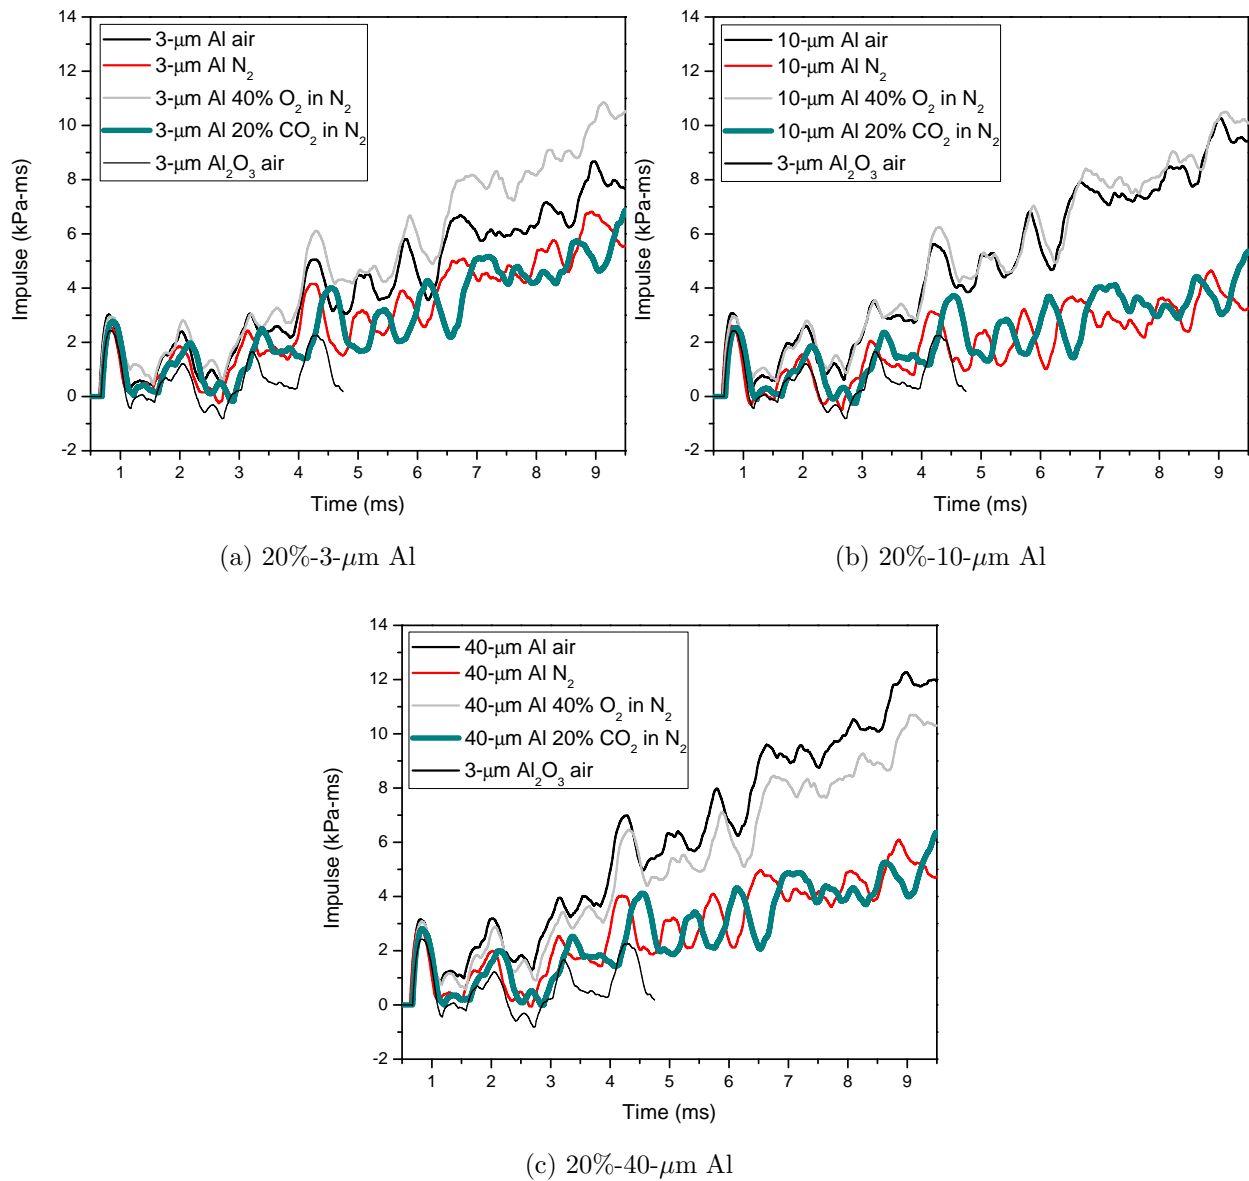 14
12
10
8
6
4
2
0
-2
Impulse (kPa-ms)
3-μm Al air
3-μm Al N₂
3-μm Al 40% O₂ in N₂
3-μm Al 20% CO₂ in N₂
3-μm Al₂O₃ air
1 2 3 4 5 6 7 8 9
Time (ms)
(a) 20%-3-μm Al
14
12
10
8
6
4
2
0
-2
Impulse (kPa-ms)
10-μm Al air
10-μm Al N₂
10-μm Al 40% O₂ in N₂
10-μm Al 20% CO₂ in N₂
3-μm Al₂O₃ air
1 2 3 4 5 6 7 8 9
Time (ms)
(b) 20%-10-μm Al
14
12
10
8
6
4
2
0
-2
Impulse (kPa-ms)
40-μm Al air
40-μm Al N₂
40-μm Al 40% O₂ in N₂
40-μm Al 20% CO₂ in N₂
3-μm Al₂O₃ air
1 2 3 4 5 6 7 8 9
Time (ms)
(c) 20%-40-μm Al